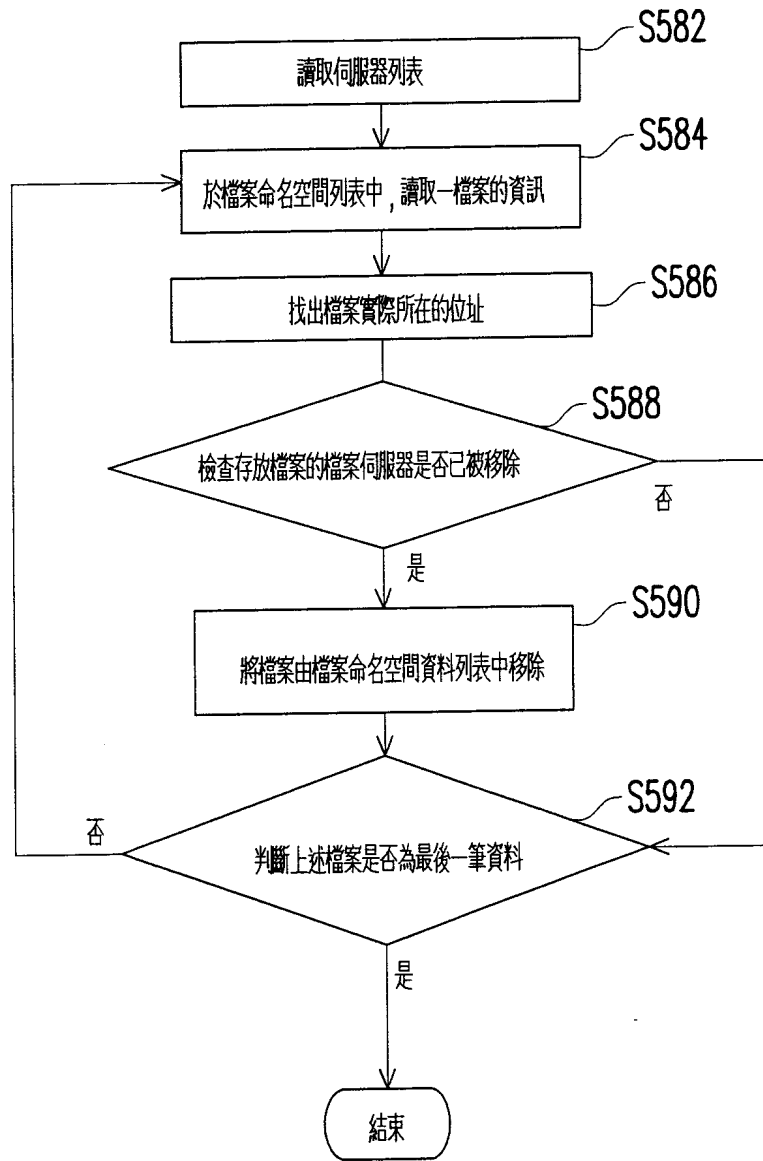 S582
讀取伺服器列表
S584
於檔案命名空間列表中,讀取一檔案的資訊
S586
找出檔案實際所在的位址
S588
檢查存放檔案的檔案伺服器是否已被移除
否
是
S590
將檔案由檔案命名空間資料列表中移除
S592
否
判斷上述檔案是否為最後一筆資料
是
結束